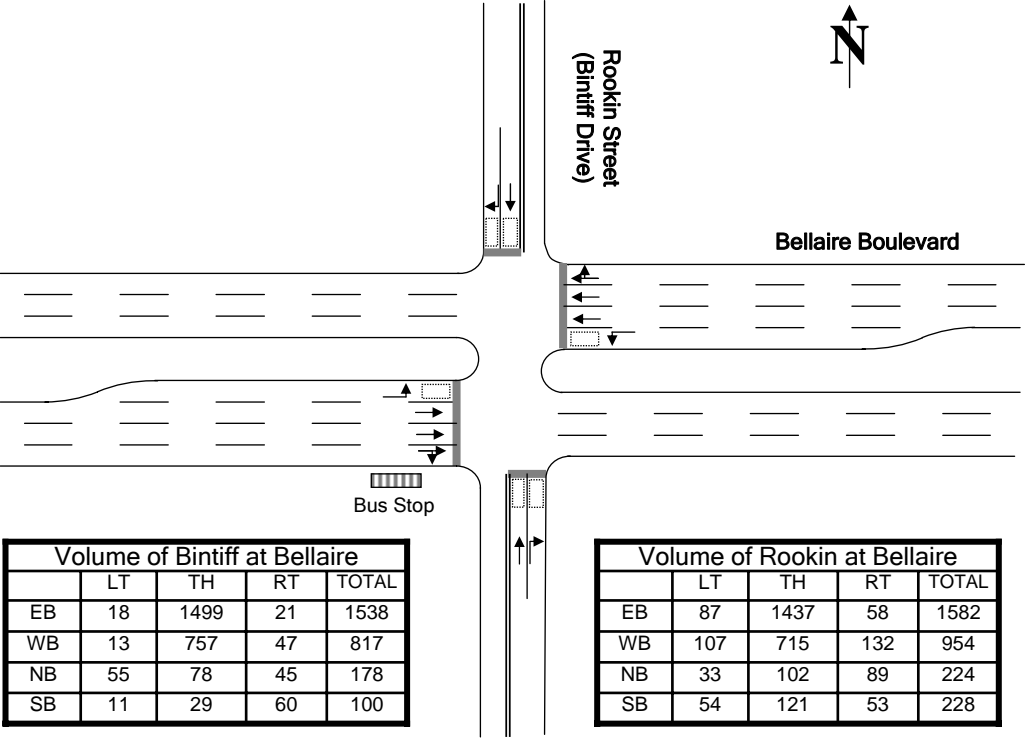 N
Rookin Street
(Bintiff Drive)
Bellaire Boulevard
Bus Stop
Volume of Bintiff at Bellaire
LT TH RT TOTAL
EB 18 1499 21 1538
WB 13 757 47 817
NB 55 78 45 178
SB 11 29 60 100
Volume of Rookin at Bellaire
LT TH RT TOTAL
EB 87 1437 58 1582
WB 107 715 132 954
NB 33 102 89 224
SB 54 121 53 228